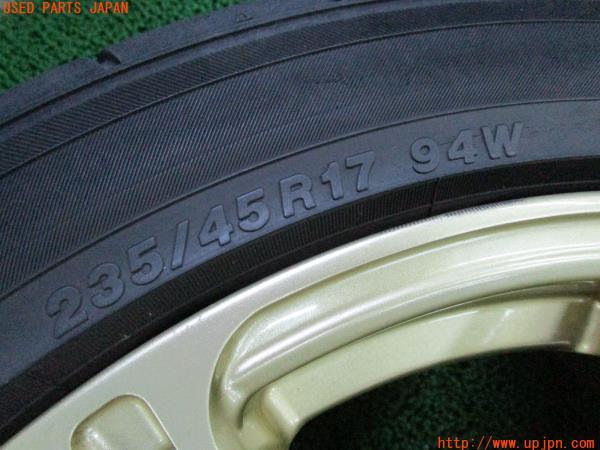 USED PARTS JAPAN
235/45R17 94W
http://www.upjpn.com/